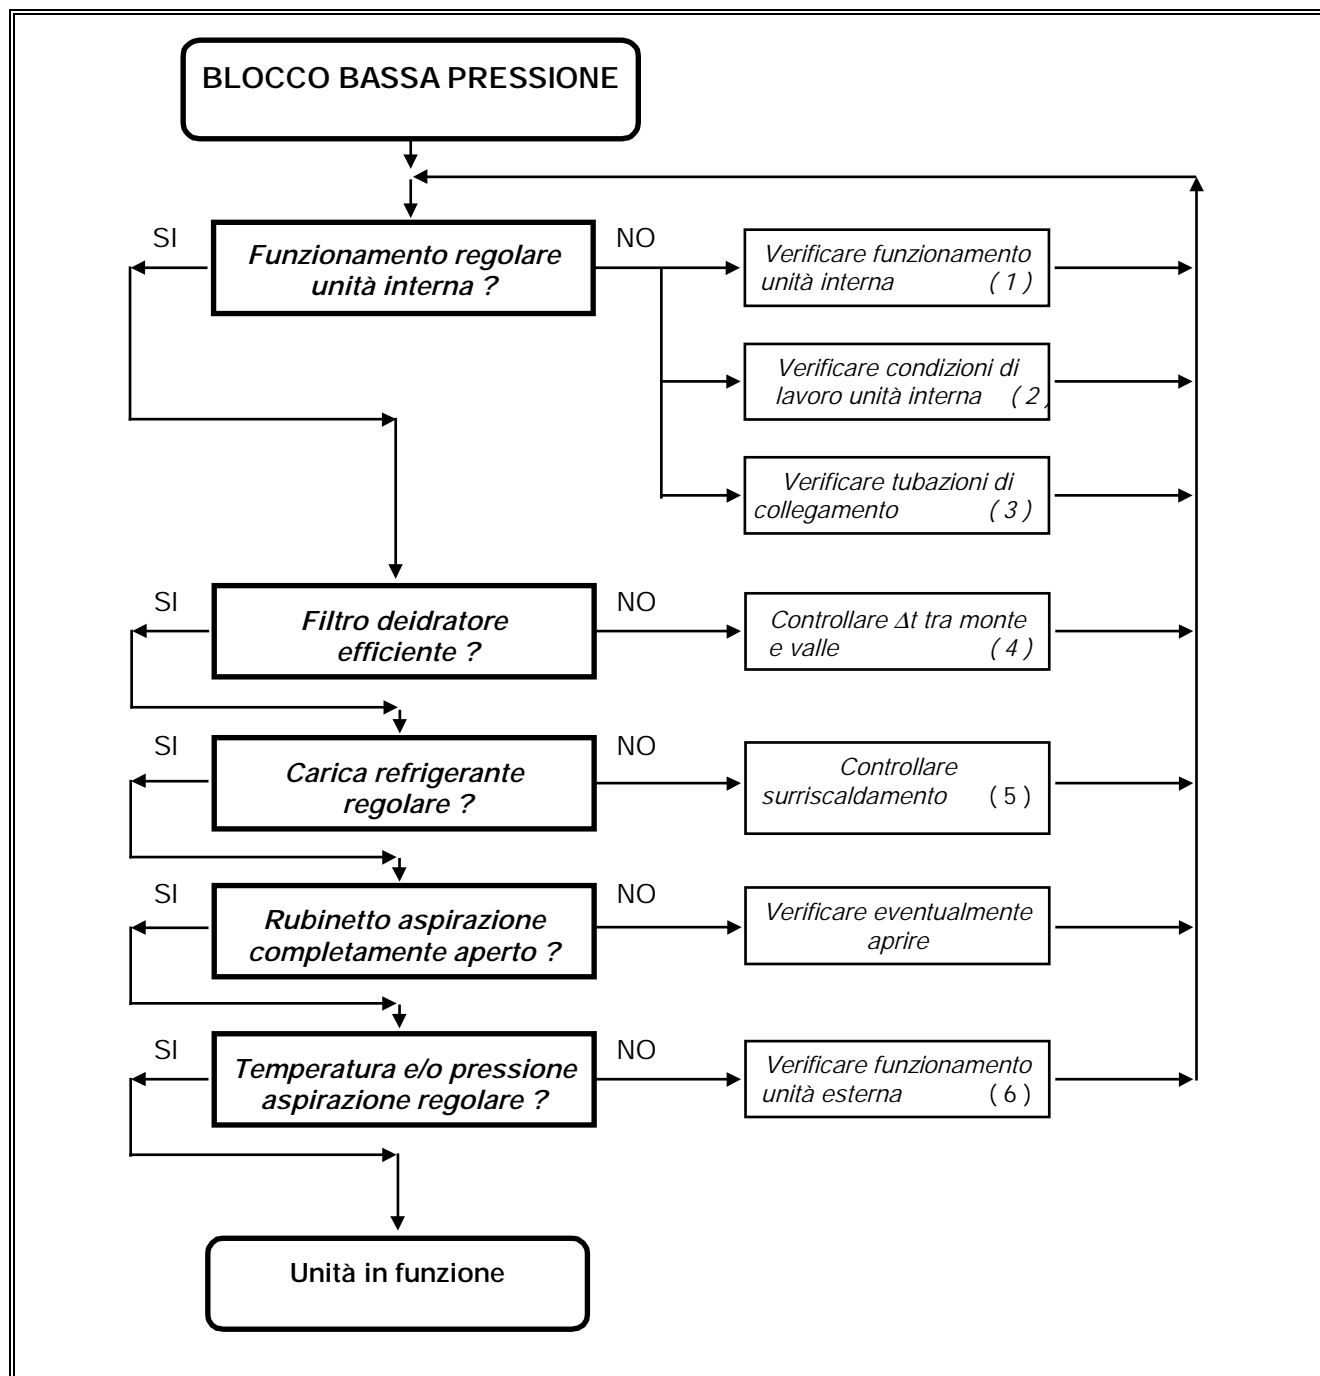 BLOCCO BASSA PRESSIONE
SI
Funzionamento regolare
unità interna ?
NO
Verificare funzionamento
unità interna ( 1 )
Verificare condizioni di
lavoro unità interna ( 2 )
Verificare tubazioni di
collegamento ( 3 )
SI
Filtro deidratore
efficiente ?
NO
Controllare Δt tra monte
e valle ( 4 )
SI
Carica refrigerante
regolare ?
NO
Controllare
surriscaldamento ( 5 )
SI
Rubinetto aspirazione
completamente aperto ?
NO
Verificare eventualmente
aprire
SI
Temperatura e/o pressione
aspirazione regolare ?
NO
Verificare funzionamento
unità esterna ( 6 )
Unità in funzione